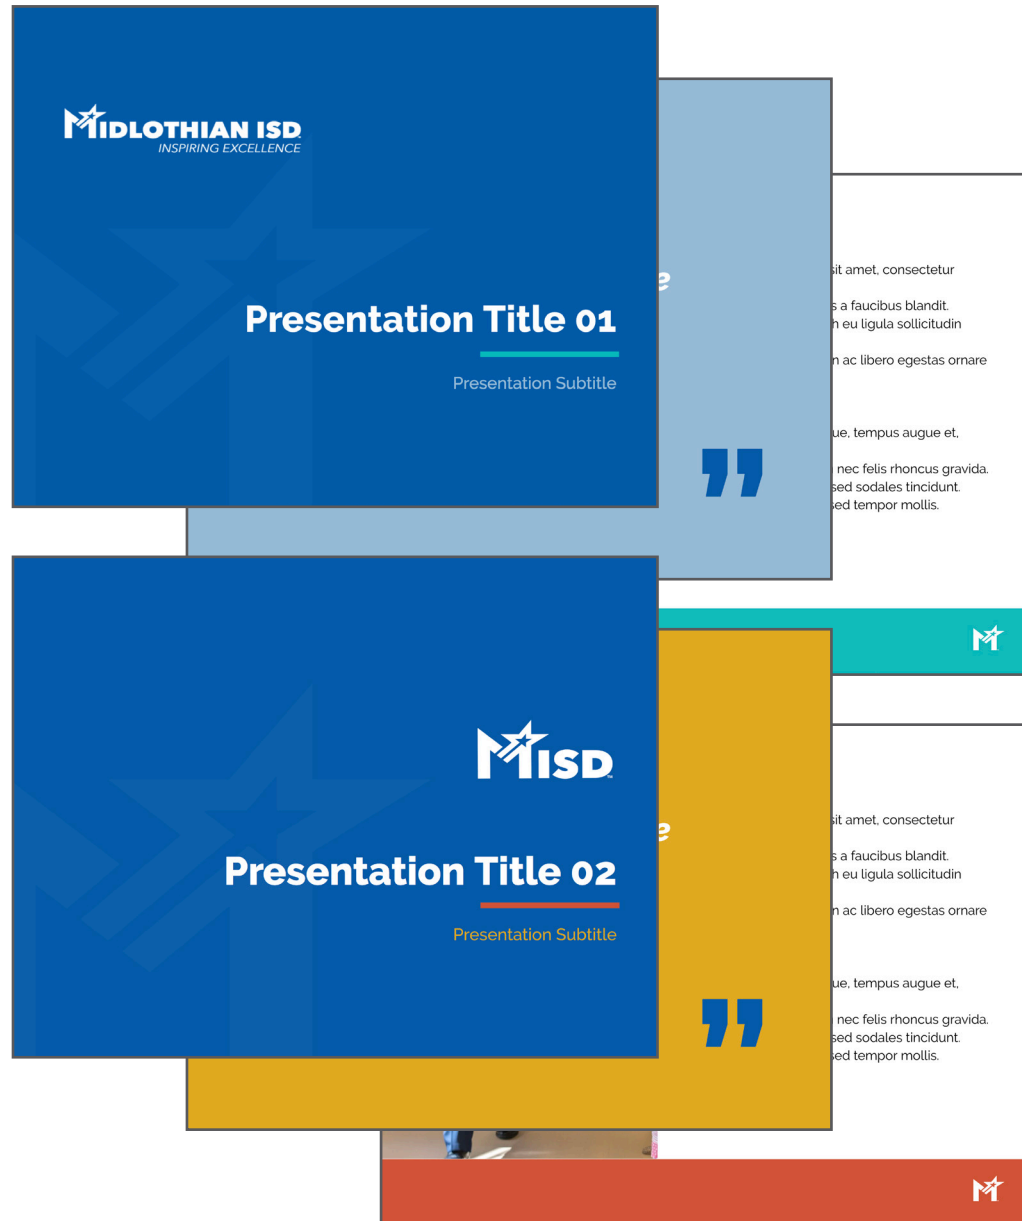 MIDLOTHIAN ISD
INSPIRING EXCELLENCE
Presentation Title 01
Presentation Subtitle
e
”
sit amet, consectetur
s a faucibus blandit.
h eu ligula sollicitudin
n ac libero egestas ornare
ue, tempus augue et,
nec felis rhoncus gravida.
sed sodales tincidunt.
sed tempor mollis.
M
MISD
Presentation Title 02
Presentation Subtitle
e
”
sit amet, consectetur
s a faucibus blandit.
h eu ligula sollicitudin
n ac libero egestas ornare
ue, tempus augue et,
nec felis rhoncus gravida.
sed sodales tincidunt.
sed tempor mollis.
M